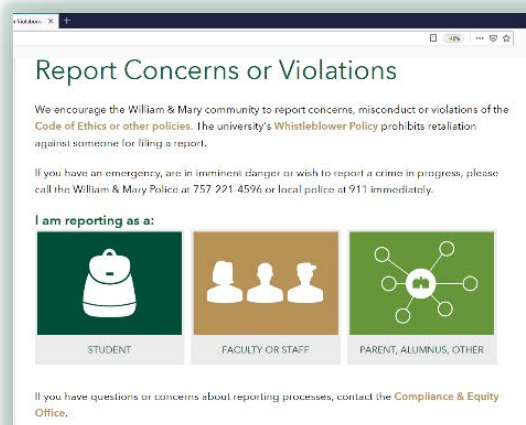 Violations
Report Concerns or Violations
We encourage the William & Mary community to report concerns, misconduct or violations of the
Code of Ethics or other policies. The university's Whistleblower Policy prohibits retaliation
against someone for filing a report.
If you have an emergency, are in imminent danger or wish to report a crime in progress, please
call the William & Mary Police at 757 221 4596 or local police at 911 immediately.
I am reporting as a:
STUDENT
FACULTY OR STAFF
PARENT, ALUMNUS, OTHER
If you have questions or concerns about reporting processes, contact the Compliance & Equity
Office.